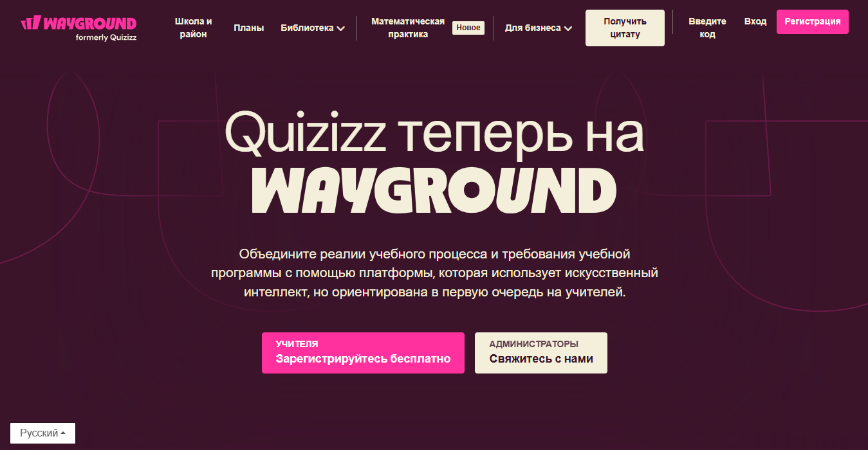 WAYGROUND
formerly Quizizz
Школа и
район
Планы
Библиотека
Математическая
практика
Новое
Для бизнеса
Получить
цитату
Введите
код
Вход
Регистрация
Quizizz теперь на
WAYGROUND
Объедините реалии учебного процесса и требования учебной
программы с помощью платформы, которая использует искусственный
интеллект, но ориентирована в первую очередь на учителей.
УЧИТЕЛЯ
Зарегистрируйтесь бесплатно
АДМИНИСТРАТОРЫ
Свяжитесь с нами
Русский